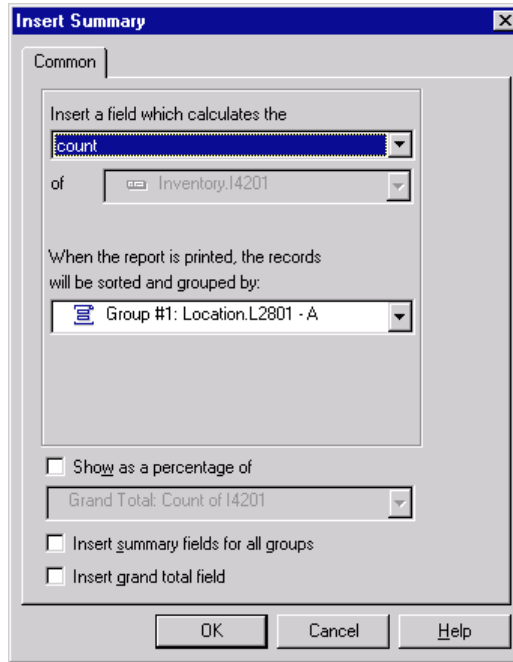 Insert Summary
Common
Insert a field which calculates the
count
of Inventory.I4201
When the report is printed, the records
will be sorted and grouped by:
Group #1: Location.L2801 - A
Show as a percentage of
Grand Total: Count of I4201
Insert summary fields for all groups
Insert grand total field
OK Cancel Help